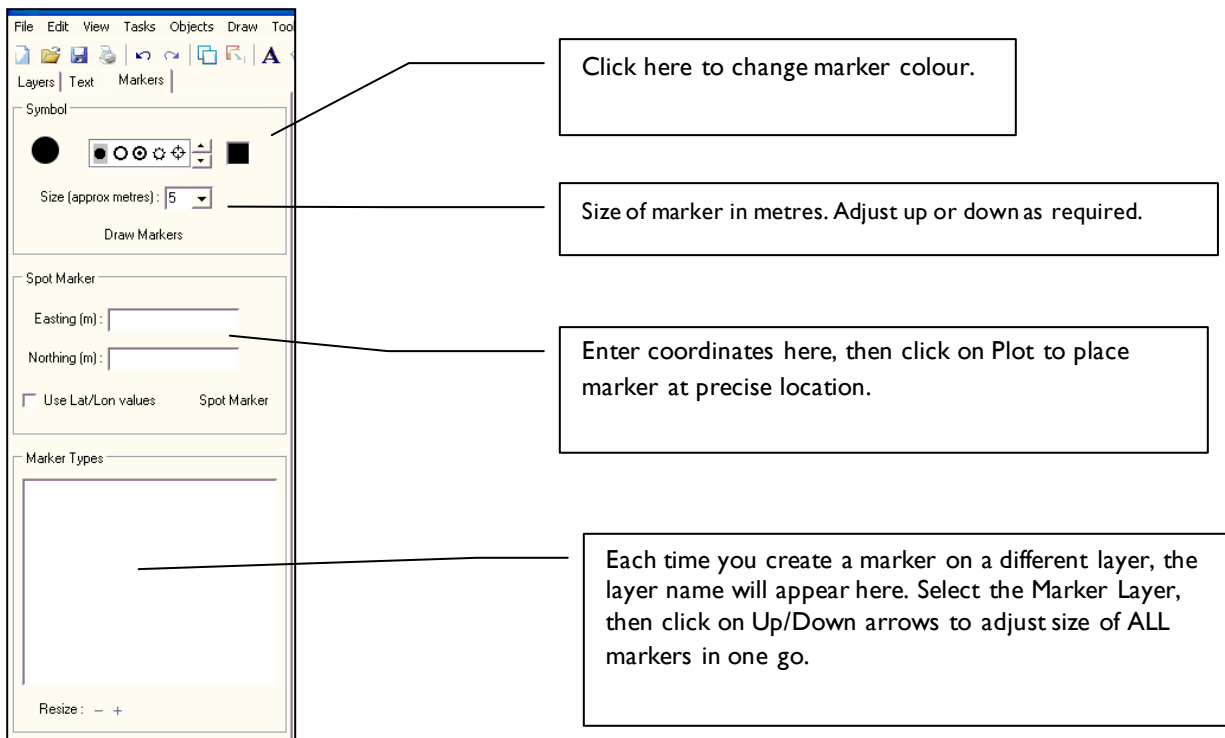 File Edit View Tasks Objects Draw Tool
A
Layers Text Markers
Symbol
Click here to change marker colour.
Size (approx metres) : 5
Size of marker in metres. Adjust up or down as required.
Draw Markers
Spot Marker
Easting (m) :
Northing (m) :
Enter coordinates here, then click on Plot to place
marker at precise location.
Use Lat/Lon values Spot Marker
Marker Types
Each time you create a marker on a different layer, the
layer name will appear here. Select the Marker Layer,
then click on Up/Down arrows to adjust size of ALL
markers in one go.
Resize : − +